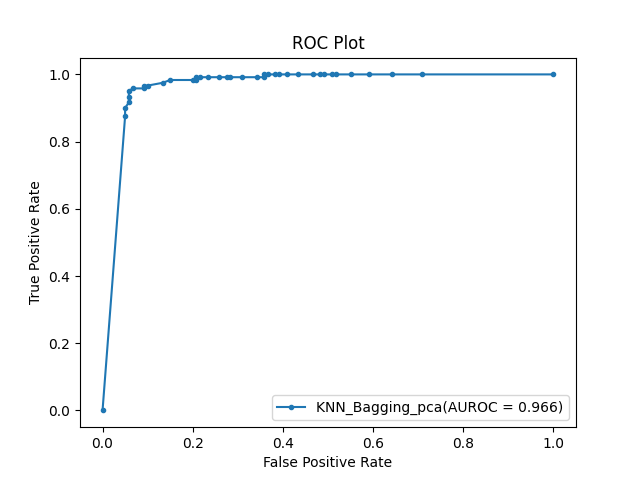 ROC Plot
1.0
0.8
0.6
0.4
0.2
0.0
True Positive Rate
KNN_Bagging_pca(AUROC = 0.966)
0.0 0.2 0.4 0.6 0.8 1.0
False Positive Rate